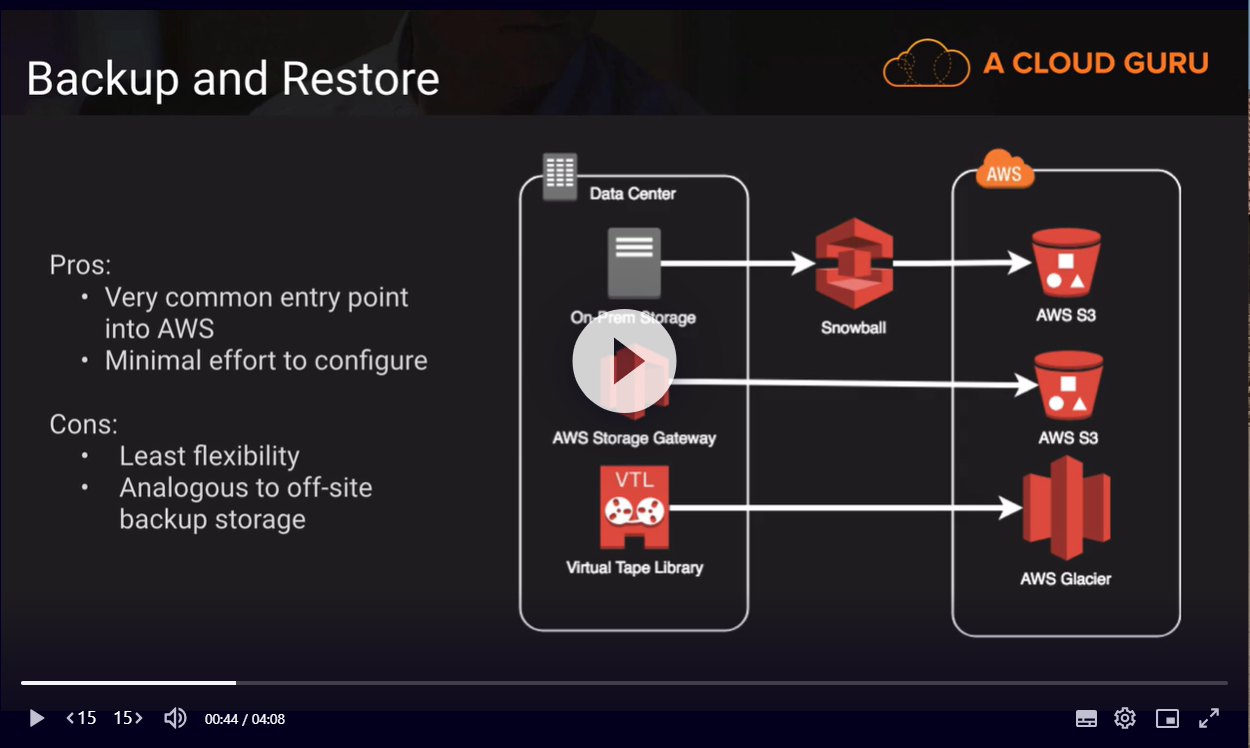 Backup and Restore
A CLOUD GURU
Pros:
• Very common entry point
into AWS
• Minimal effort to configure
Cons:
• Least flexibility
• Analogous to off-site
backup storage
Data Center
On-Prem Storage
AWS Storage Gateway
VTL
Virtual Tape Library
Snowball
AWS
AWS S3
AWS S3
AWS Glacier
15 15
00:44 / 04:08